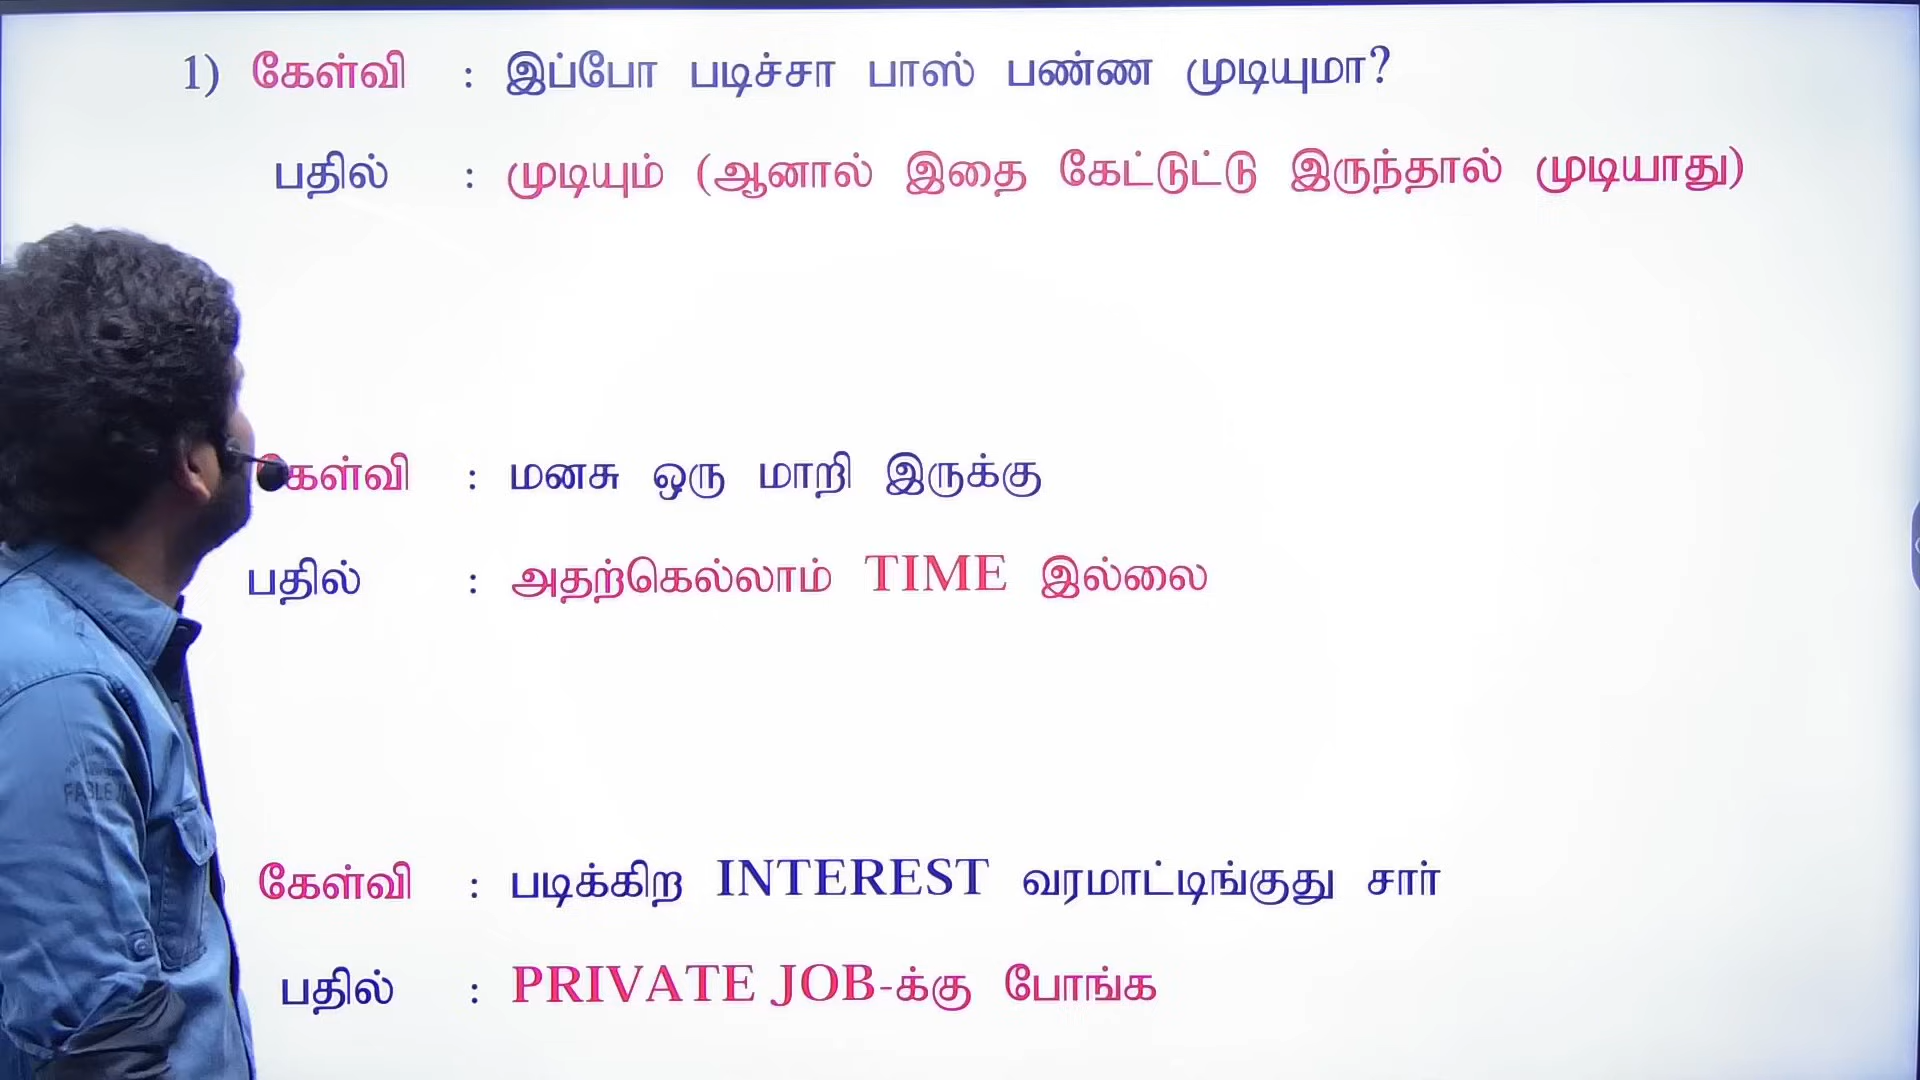 1) கேள்வி : இப்போ படிச்சா பாஸ் பண்ண முடியுமா?
பதில் : முடியும் (ஆனால் இதை கேட்டுட்டு இருந்தால் முடியாது)
கேள்வி : மனசு ஒரு மாறி இருக்கு
பதில் : அதற்கெல்லாம் TIME இல்லை
கேள்வி : படிக்கிற INTEREST வரமாட்டிங்குது சார்
பதில் : PRIVATE JOB-க்கு போங்க